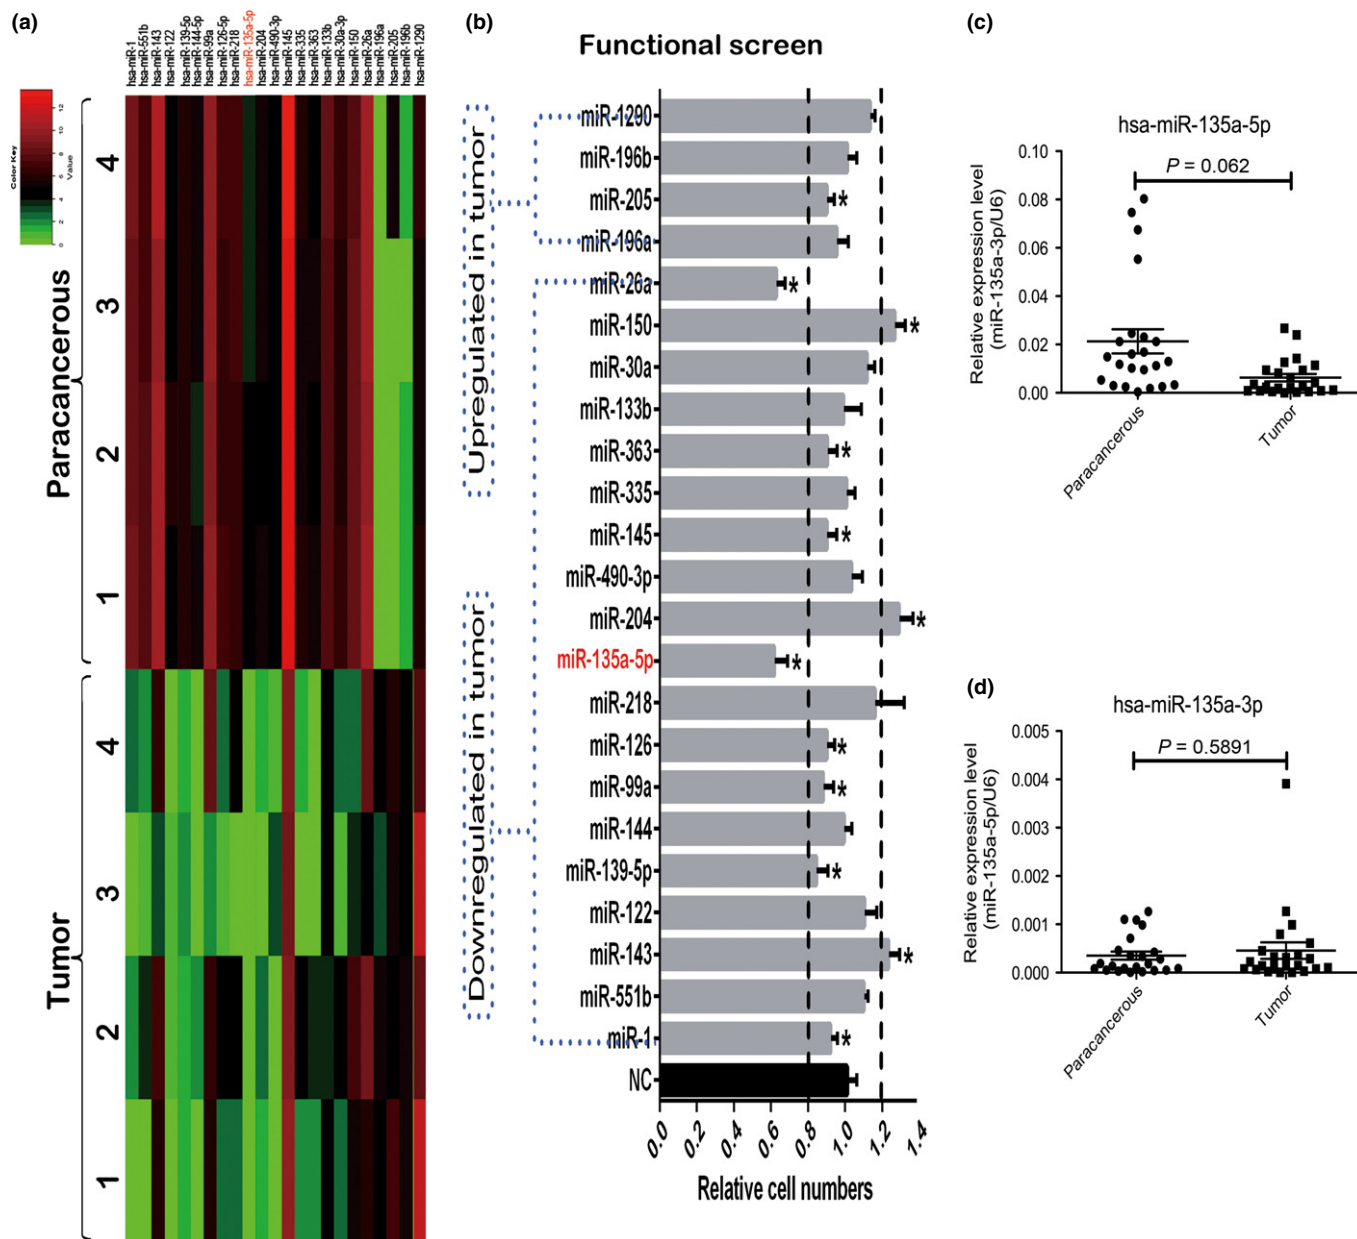 (a)
hsa-miR-1
hsa-miR-551b
hsa-miR-143
hsa-miR-122
hsa-miR-139-5p
hsa-miR-144-5p
hsa-miR-99a
hsa-miR-126-5p
hsa-miR-218
hsa-miR-135a-5p
hsa-miR-204
hsa-miR-490-3p
hsa-miR-145
hsa-miR-335
hsa-miR-363
hsa-miR-133b
hsa-miR-30a-3p
hsa-miR-150
hsa-miR-26a
hsa-miR-196a
hsa-miR-205
hsa-miR-196b
hsa-miR-1290
Color Key
Value
0 2 4 6 8 10 12
Paracancerous
4
3
2
1
Tumor
4
3
2
1
(b)
Functional screen
Upregulated in tumor
Downregulated in tumor
miR-1290
miR-196b
miR-205 *
miR-196a
miR-26a *
miR-150 *
miR-30a
miR-133b
miR-363 *
miR-335
miR-145 *
miR-490-3p
miR-204 *
miR-135a-5p *
miR-218
miR-126 *
miR-99a *
miR-144
miR-139-5p *
miR-122
miR-143 *
miR-551b
miR-1 *
NC
0.0 0.2 0.4 0.6 0.8 1.0 1.2 1.4
Relative cell numbers
(c)
hsa-miR-135a-5p
P = 0.062
Relative expression level
(miR-135a-3p/U6)
0.10
0.08
0.06
0.04
0.02
0.00
Paracancerous
Tumor
(d)
hsa-miR-135a-3p
P = 0.5891
Relative expression level
(miR-135a-5p/U6)
0.005
0.004
0.003
0.002
0.001
0.000
Paracancerous
Tumor